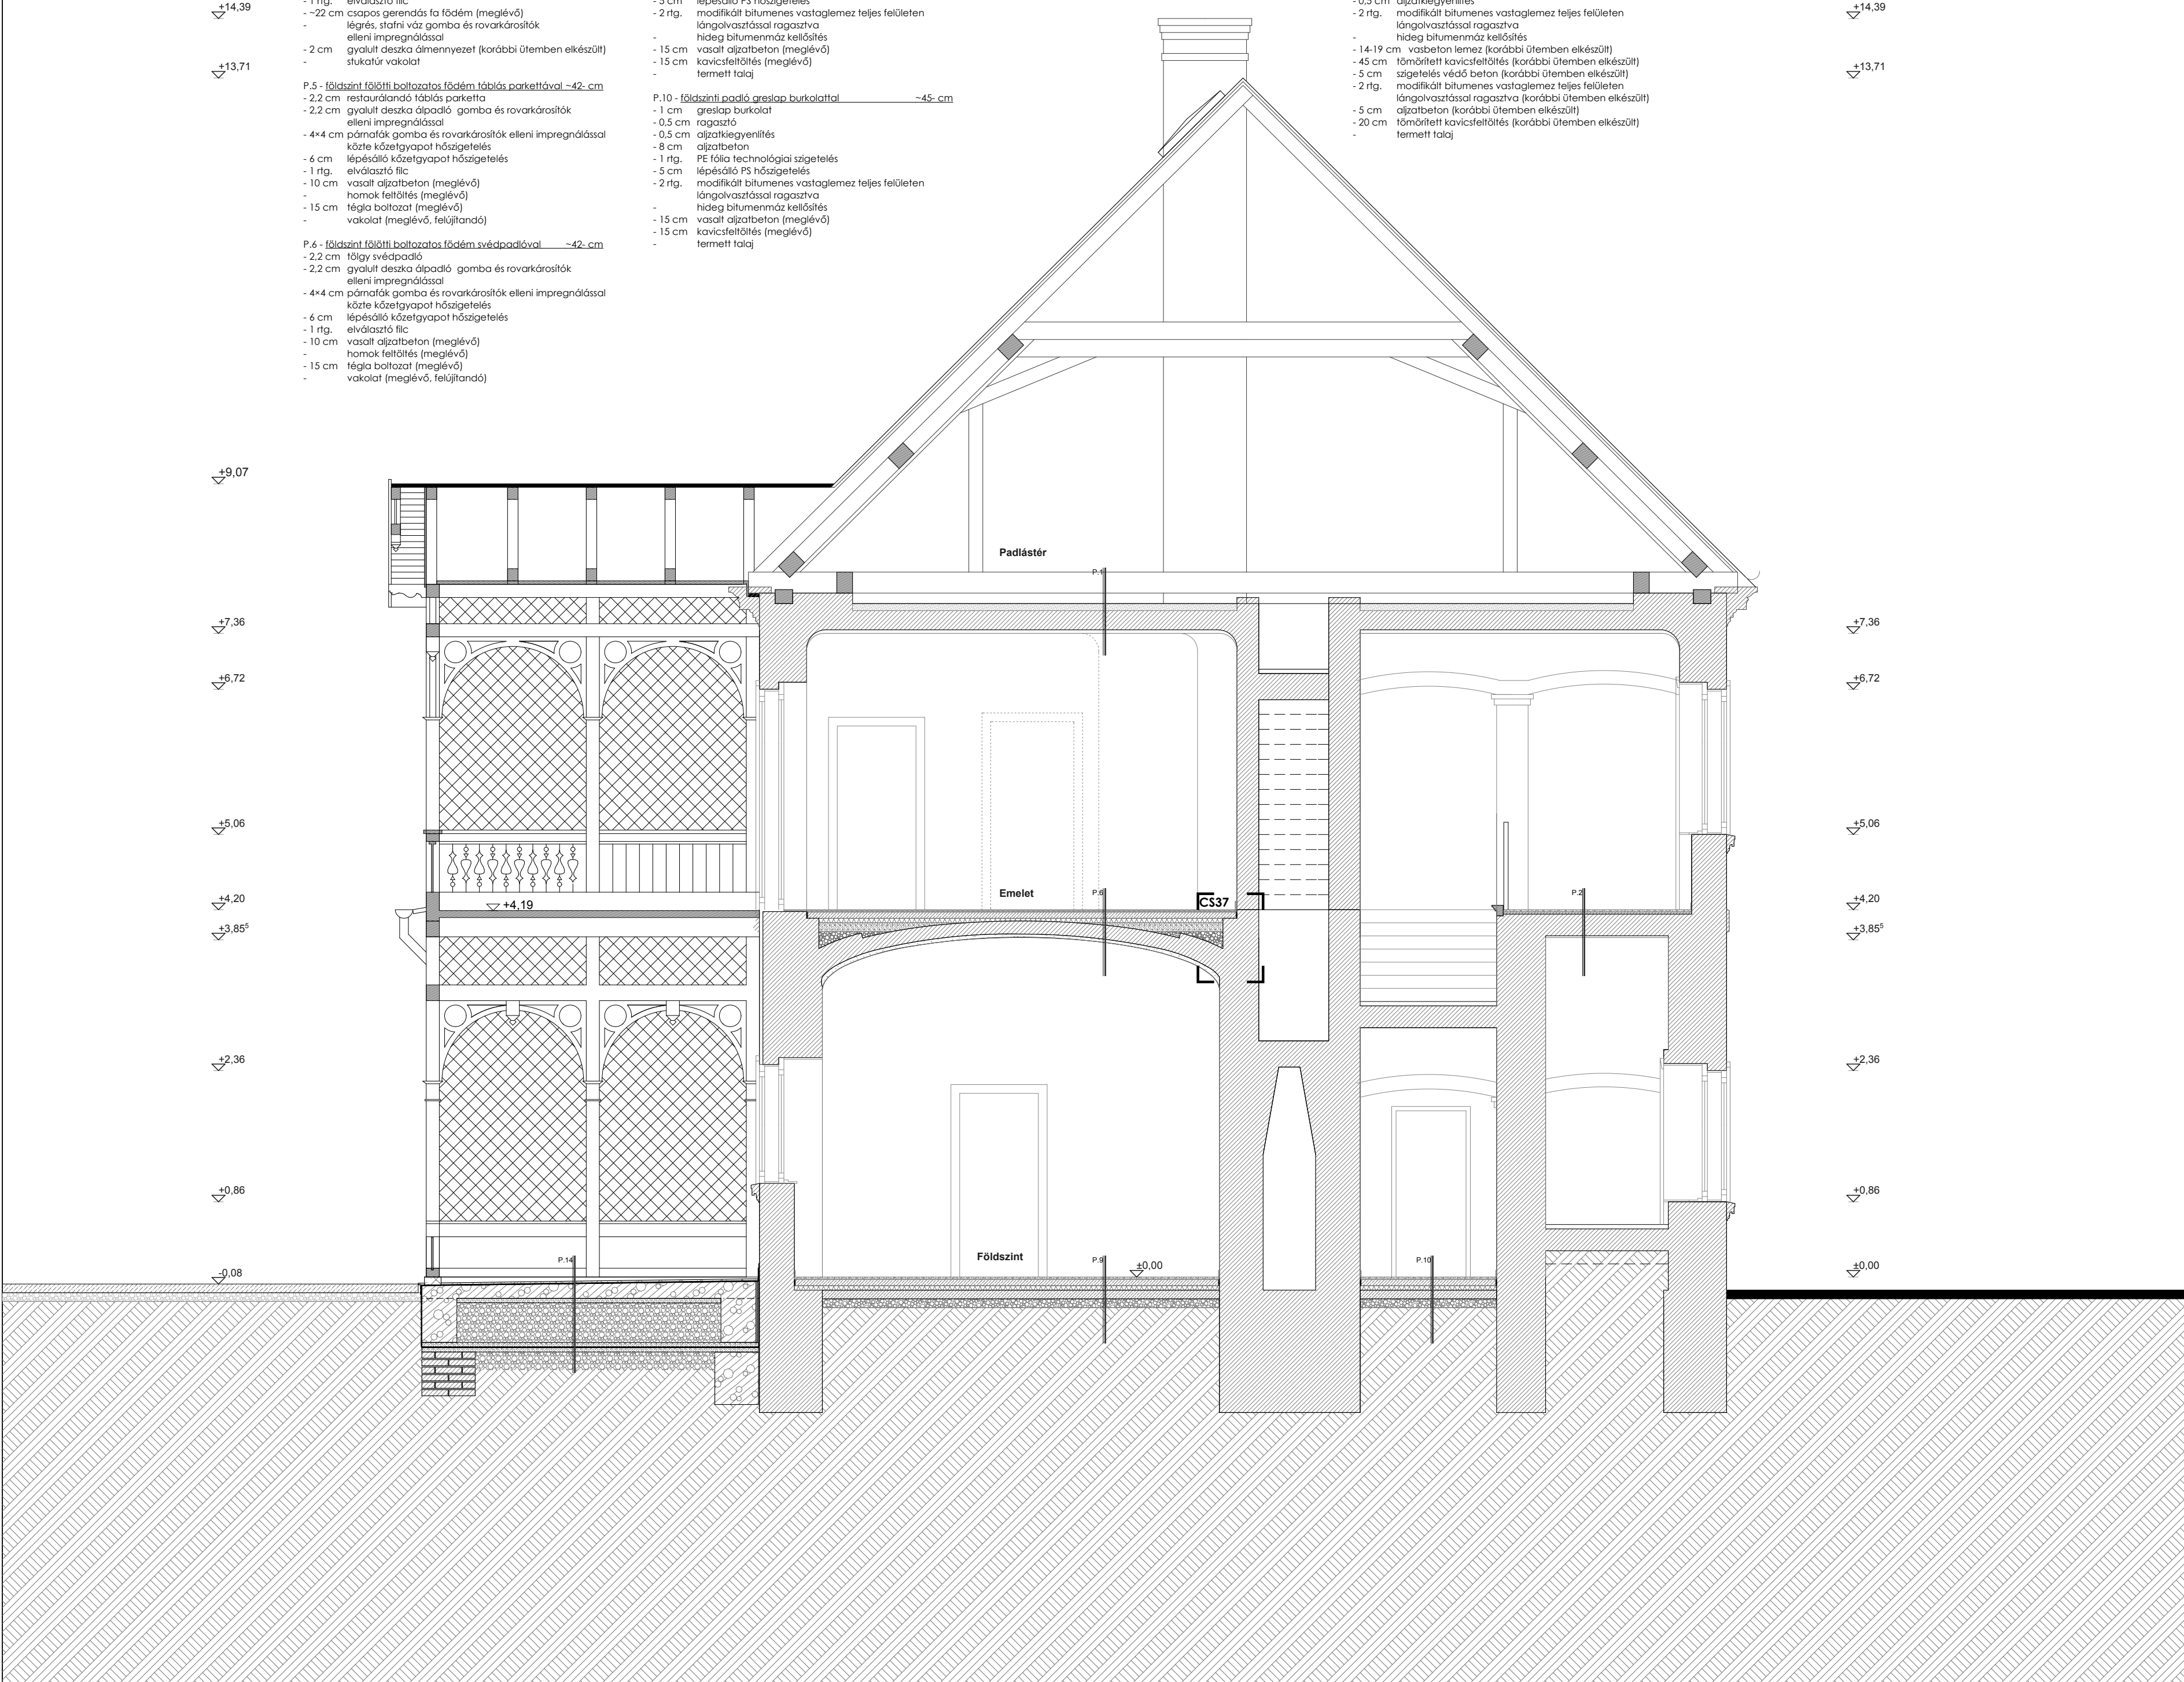 +14,39
- 1 rtg. elválasztó filc
- ~22 cm csapos gerendás fa födém (meglévő)
- légrés, stafni váz gomba és rovarkárosítók
elleni impregnálással
- 2 cm gyalult deszka álmennyezet (korábbi ütemben elkészült)
- stukatúr vakolat
+13,71
P.5 - földszint fölötti boltozatos födém táblás parkettával ~42- cm
- 2,2 cm restaurálandó táblás parketta
- 2,2 cm gyalult deszka álpadló gomba és rovarkárosítók
elleni impregnálással
- 4×4 cm párnafák gomba és rovarkárosítók elleni impregnálással
közte kőzetgyapot hőszigetelés
- 6 cm lépésálló kőzetgyapot hőszigetelés
- 1 rtg. elválasztó filc
- 10 cm vasalt aljzatbeton (meglévő)
- homok feltöltés (meglévő)
- 15 cm tégla boltozat (meglévő)
- vakolat (meglévő, felújítandó)
P.6 - földszint fölötti boltozatos födém svédpadlóval ~42- cm
- 2,2 cm tölgy svédpadló
- 2,2 cm gyalult deszka álpadló gomba és rovarkárosítók
elleni impregnálással
- 4×4 cm párnafák gomba és rovarkárosítók elleni impregnálással
közte kőzetgyapot hőszigetelés
- 6 cm lépésálló kőzetgyapot hőszigetelés
- 1 rtg. elválasztó filc
- 10 cm vasalt aljzatbeton (meglévő)
- homok feltöltés (meglévő)
- 15 cm tégla boltozat (meglévő)
- vakolat (meglévő, felújítandó)
- 5 cm lépésálló PS hőszigetelés
- 2 rtg. modifikált bitumenes vastaglemez teljes felületen
lángolvasztással ragasztva
- hideg bitumenmáz kellősítés
- 15 cm vasalt aljzatbeton (meglévő)
- 15 cm kavicsfeltöltés (meglévő)
- termett talaj
P.10 - földszinti padló greslap burkolattal ~45- cm
- 1 cm greslap burkolat
- 0,5 cm ragasztó
- 0,5 cm aljzatkiegyenlítés
- 8 cm aljzatbeton
- 1 rtg. PE fólia technológiai szigetelés
- 5 cm lépésálló PS hőszigetelés
- 2 rtg. modifikált bitumenes vastaglemez teljes felületen
lángolvasztással ragasztva
- hideg bitumenmáz kellősítés
- 15 cm vasalt aljzatbeton (meglévő)
- 15 cm kavicsfeltöltés (meglévő)
- termett talaj
- 0,5 cm aljzatkiegyenlítés
- 2 rtg. modifikált bitumenes vastaglemez teljes felületen
lángolvasztással ragasztva
- hideg bitumenmáz kellősítés
- 14-19 cm vasbeton lemez (korábbi ütemben elkészült)
- 45 cm tömörített kavicsfeltöltés (korábbi ütemben elkészült)
- 5 cm szigetelés védő beton (korábbi ütemben elkészült)
- 2 rtg. modifikált bitumenes vastaglemez teljes felületen
lángolvasztással ragasztva (korábbi ütemben elkészült)
- 5 cm aljzatbeton (korábbi ütemben elkészült)
- 20 cm tömörített kavicsfeltöltés (korábbi ütemben elkészült)
- termett talaj
+14,39
+13,71
+9,07
Padlástér
P.1
+7,36
+7,36
+6,72
+6,72
+5,06
+5,06
+4,20
+4,19
Emelet
P.6
CS37
P.2
+4,20
+3,85⁵
+3,85⁵
+2,36
+2,36
+0,86
+0,86
-0,08
P.14
Földszint
P.9
±0,00
P.10
±0,00